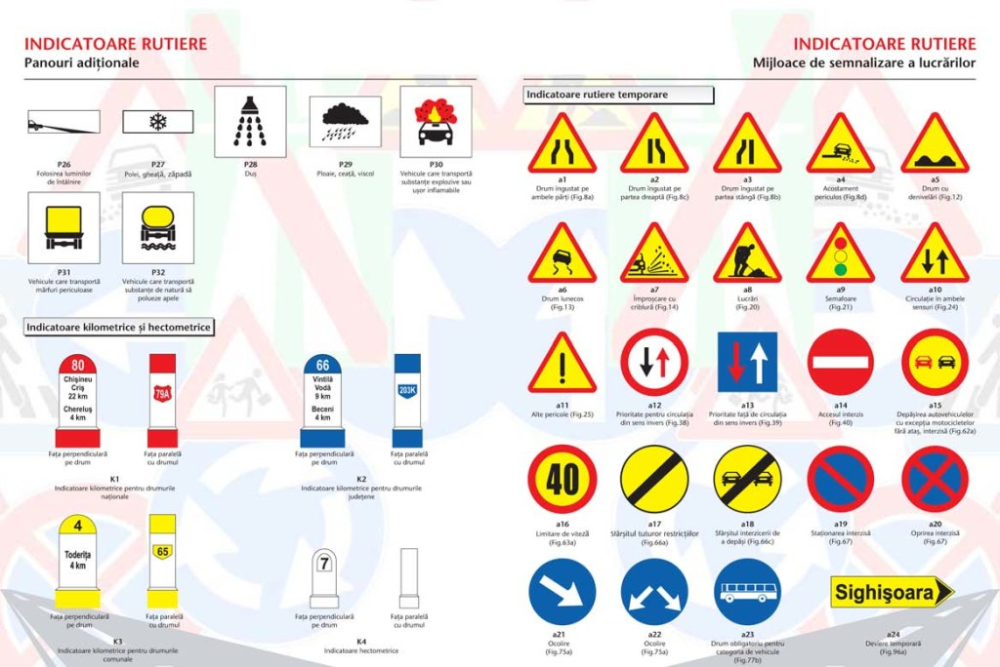 INDICATOARE RUTIERE
Panouri adiționale
P26
Folosirea luminilor
de întâlnire
P27
Polei, gheață, zăpadă
P28
Duș
P29
Ploaie, ceață, viscol
P30
Vehicule care transportă
substanțe explozive sau
ușor inflamabile
P31
Vehicule care transportă
mărfuri periculoase
P32
Vehicule care transportă
substanțe de natură să
polueze apele
Indicatoare kilometrice și hectometrice
80
Chișineu
Criș
22 km
Chereluș
4 km
79A
Fața perpendiculară
pe drum
Fața paralelă
cu drumul
K1
Indicatoare kilometrice pentru drumurile
naționale
66
Vintilă
Vodă
9 km
Beceni
4 km
203K
Fața perpendiculară
pe drum
Fața paralelă
cu drumul
K2
Indicatoare kilometrice pentru drumurile
județene
4
Toderița
4 km
65
Fața perpendiculară
pe drum
Fața paralelă
cu drumul
K3
Indicatoare kilometrice pentru drumurile
comunale
7
Fața perpendiculară
pe drum
Fața paralelă
cu drumul
K4
Indicatoare hectometrice
INDICATOARE RUTIERE
Mijloace de semnalizare a lucrărilor
Indicatoare rutiere temporare
a1
Drum îngustat pe
ambele părți (Fig.8a)
a2
Drum îngustat pe
partea dreaptă (Fig.8c)
a3
Drum îngustat pe
partea stângă (Fig.8b)
a4
Acostament
periculos (Fig.8d)
a5
Drum cu
denivelări (Fig.12)
a6
Drum lunecos
(Fig.13)
a7
Împroșcare cu
criblură (Fig.14)
a8
Lucrări
(Fig.20)
a9
Semafoare
(Fig.21)
a10
Circulație în ambele
sensuri (Fig.24)
a11
Alte pericole (Fig.25)
a12
Prioritate pentru circulația
din sens invers (Fig.38)
a13
Prioritate față de circulația
din sens invers (Fig.39)
a14
Accesul interzis
(Fig.40)
a15
Depășirea autovehiculelor
cu excepția motocicletelor
fără ataș, interzisă (Fig.62a)
40
a16
Limitare de viteză
(Fig.63a)
a17
Sfârșitul tuturor restricțiilor
(Fig.66a)
a18
Sfârșitul interzicerii de
a depăși (Fig.66c)
a19
Staționarea interzisă
(Fig.67)
a20
Oprirea interzisă
(Fig.67)
a21
Ocolire
(Fig.75a)
a22
Ocolire
(Fig.75a)
a23
Drum obligatoriu pentru
categoria de vehicule
(Fig.77b)
Sighişoara
a24
Deviere temporară
(Fig.96a)